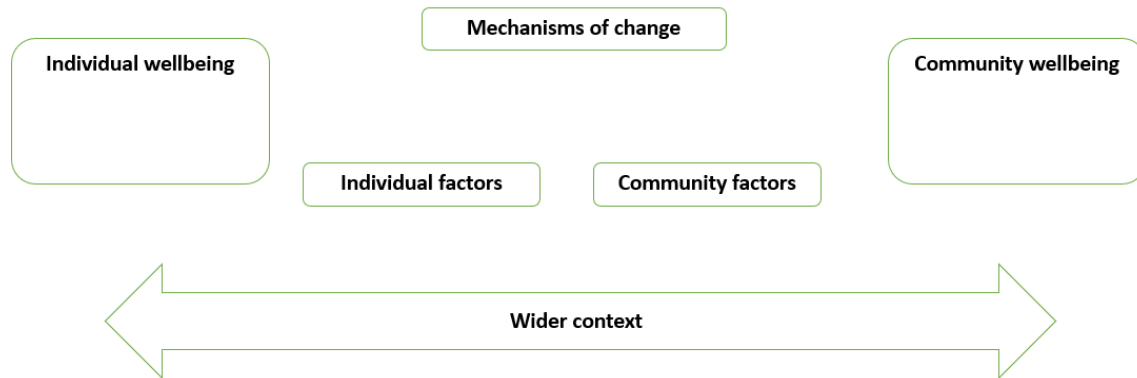 Mechanisms of change
Individual wellbeing
Community wellbeing
Individual factors
Community factors
Wider context